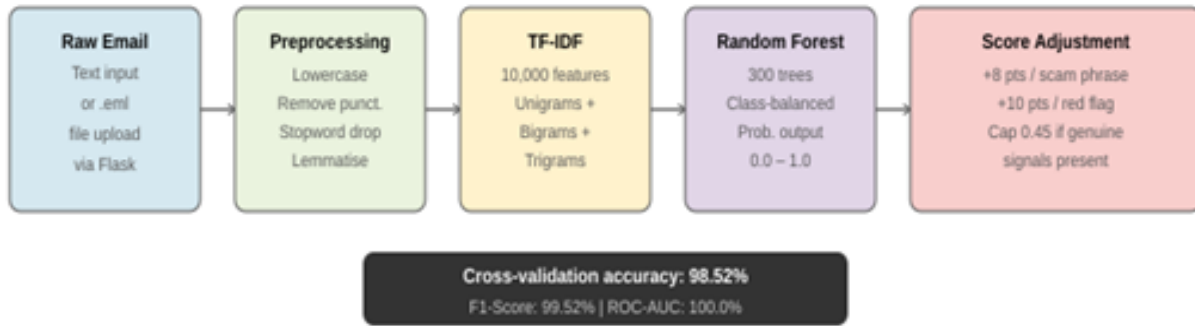 Raw Email
Text input
or .eml
file upload
via Flask
Preprocessing
Lowercase
Remove punct.
Stopword drop
Lemmatise
TF-IDF
10,000 features
Unigrams +
Bigrams +
Trigrams
Random Forest
300 trees
Class-balanced
Prob. output
0.0 – 1.0
Score Adjustment
+8 pts / scam phrase
+10 pts / red flag
Cap 0.45 if genuine
signals present
Cross-validation accuracy: 98.52%
F1-Score: 99.52% | ROC-AUC: 100.0%